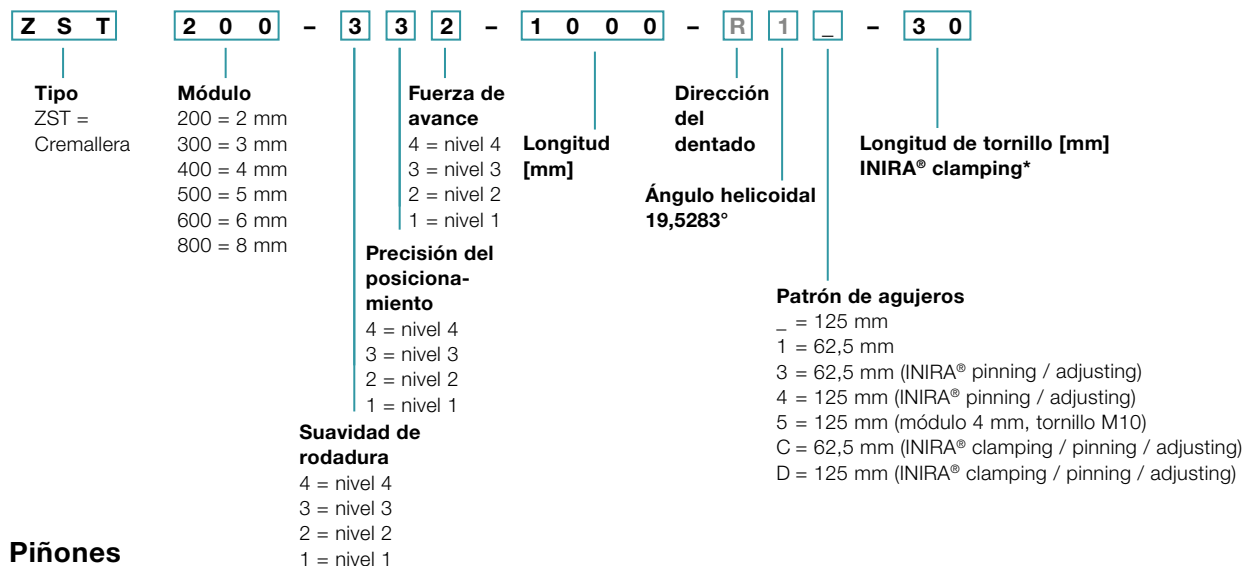 Z S T 2 0 0 – 3 3 2 – 1 0 0 0 – R 1 _ – 3 0
Tipo
ZST =
Cremallera
Módulo
200 = 2 mm
300 = 3 mm
400 = 4 mm
500 = 5 mm
600 = 6 mm
800 = 8 mm
Suavidad de
rodadura
4 = nivel 4
3 = nivel 3
2 = nivel 2
1 = nivel 1
Precisión del
posiciona-
miento
4 = nivel 4
3 = nivel 3
2 = nivel 2
1 = nivel 1
Fuerza de
avance
4 = nivel 4
3 = nivel 3
2 = nivel 2
1 = nivel 1
Longitud
[mm]
Dirección
del
dentado
Ángulo helicoidal
19,5283°
Patrón de agujeros
_ = 125 mm
1 = 62,5 mm
3 = 62,5 mm (INIRA® pinning / adjusting)
4 = 125 mm (INIRA® pinning / adjusting)
5 = 125 mm (módulo 4 mm, tornillo M10)
C = 62,5 mm (INIRA® clamping / pinning / adjusting)
D = 125 mm (INIRA® clamping / pinning / adjusting)
Longitud de tornillo [mm]
INIRA® clamping*
Piñones